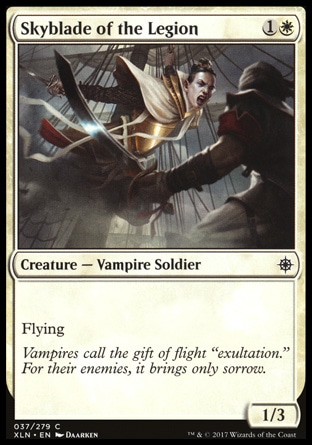 Skyblade of the Legion 1
Creature — Vampire Soldier
Flying
Vampires call the gift of flight “exultation.”
For their enemies, it brings only sorrow.
1/3
037/279 C
XLN • EN Daarken
™ & © 2017 Wizards of the Coast